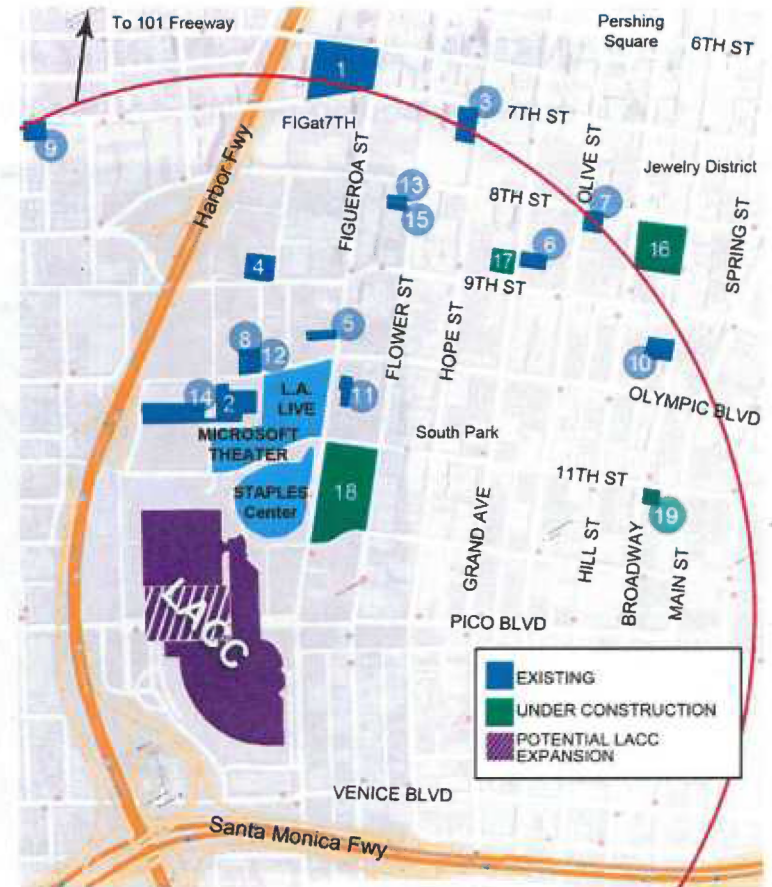 To 101 Freeway
Pershing
Square
6TH ST
1
3
7TH ST
FIGat7TH
9
Harbor Fwy
FIGUEROA ST
OLIVE ST
Jewelry District
13
8TH ST
7
15
SPRING ST
6
16
17
4
9TH ST
FLOWER ST
HOPE ST
5
8
12
10
14
2
L.A.
LIVE
11
OLYMPIC BLVD
MICROSOFT
THEATER
South Park
11TH ST
STAPLES
Center
18
19
GRAND AVE
HILL ST
BROADWAY
MAIN ST
LACC
PICO BLVD
EXISTING
UNDER CONSTRUCTION
POTENTIAL LACC
EXPANSION
VENICE BLVD
Santa Monica Fwy